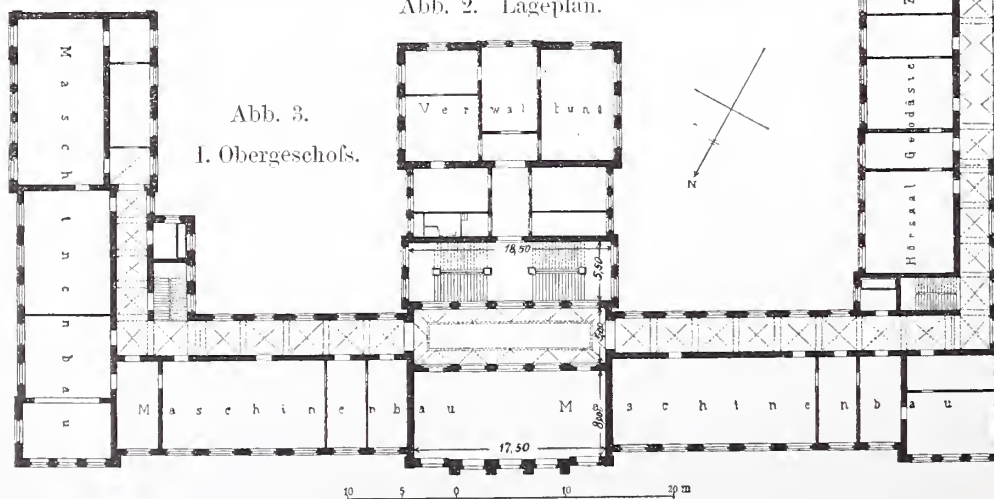 Abb. 2. Lageplan.
Abb. 3.
I. Obergeschoſs.
Verwaltung
N
Maschinenbau
Geodäsie
Hörsaal
18,50
5,50
5,00
8,00
17,50
Maschinenbau
Maschinenbau
10 5 0 10 20 m